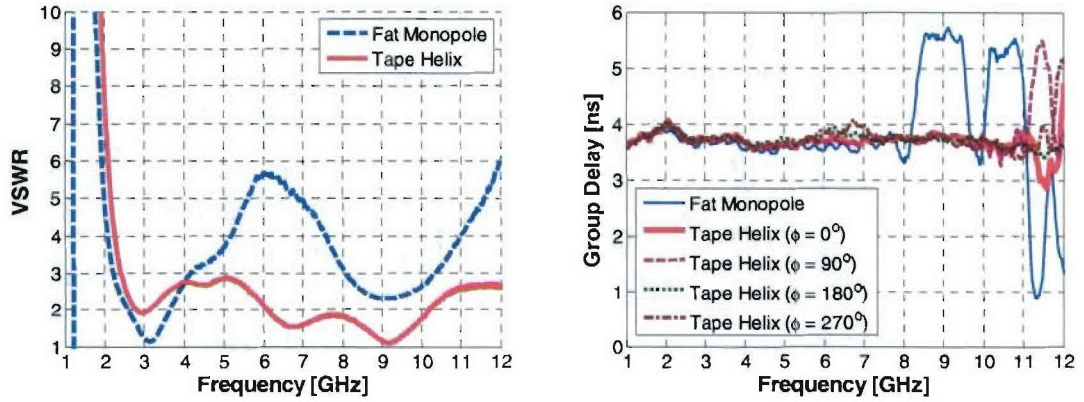 VSWR
10
9
8
7
6
5
4
3
2
1
Fat Monopole
Tape Helix
1 2 3 4 5 6 7 8 9 10 11 12
Frequency [GHz]
Group Delay [ns]
6
5
4
3
2
1
0
Fat Monopole
Tape Helix (ϕ = 0°)
Tape Helix (ϕ = 90°)
Tape Helix (ϕ = 180°)
Tape Helix (ϕ = 270°)
1 2 3 4 5 6 7 8 9 10 11 12
Frequency [GHz]